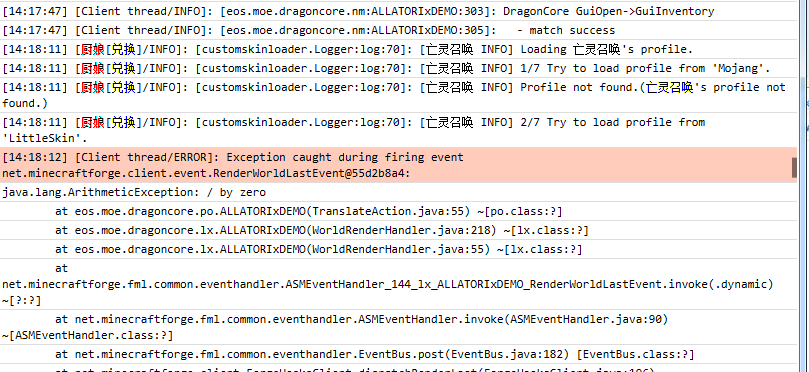 [14:17:47] [Client thread/INFO]: [eos.moe.dragoncore.nm:ALLATORIxDEMO:303]: DragonCore GuiOpen->GuiInventory
[14:17:47] [Client thread/INFO]: [eos.moe.dragoncore.nm:ALLATORIxDEMO:305]:   - match success
[14:18:11] [厨娘[兑换]/INFO]: [customskinloader.Logger:log:70]: [亡灵召唤 INFO] Loading 亡灵召唤's profile.
[14:18:11] [厨娘[兑换]/INFO]: [customskinloader.Logger:log:70]: [亡灵召唤 INFO] 1/7 Try to load profile from 'Mojang'.
[14:18:11] [厨娘[兑换]/INFO]: [customskinloader.Logger:log:70]: [亡灵召唤 INFO] Profile not found.(亡灵召唤's profile not
found.)
[14:18:11] [厨娘[兑换]/INFO]: [customskinloader.Logger:log:70]: [亡灵召唤 INFO] 2/7 Try to load profile from
'LittleSkin'.
[14:18:12] [Client thread/ERROR]: Exception caught during firing event
net.minecraftforge.client.event.RenderWorldLastEvent@55d2b8a4:
java.lang.ArithmeticException: / by zero
at eos.moe.dragoncore.po.ALLATORIxDEMO(TranslateAction.java:55) ~[po.class:?]
at eos.moe.dragoncore.lx.ALLATORIxDEMO(WorldRenderHandler.java:218) ~[lx.class:?]
at eos.moe.dragoncore.lx.ALLATORIxDEMO(WorldRenderHandler.java:55) ~[lx.class:?]
at
net.minecraftforge.fml.common.eventhandler.ASMEventHandler_144_lx_ALLATORIxDEMO_RenderWorldLastEvent.invoke(.dynamic)
~[?:?]
at net.minecraftforge.fml.common.eventhandler.ASMEventHandler.invoke(ASMEventHandler.java:90)
~[ASMEventHandler.class:?]
at net.minecraftforge.fml.common.eventhandler.EventBus.post(EventBus.java:182) [EventBus.class:?]